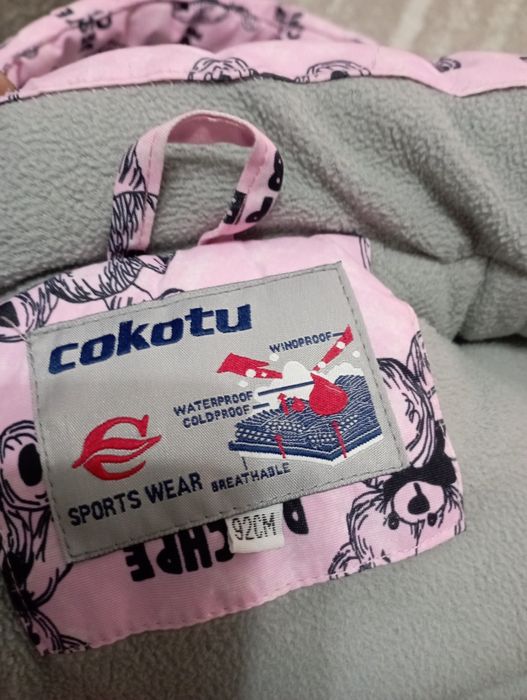 cokotu
WINDPROOF
WATERPROOF
COLDPROOF
SPORTS WEAR
BREATHABLE
92CM